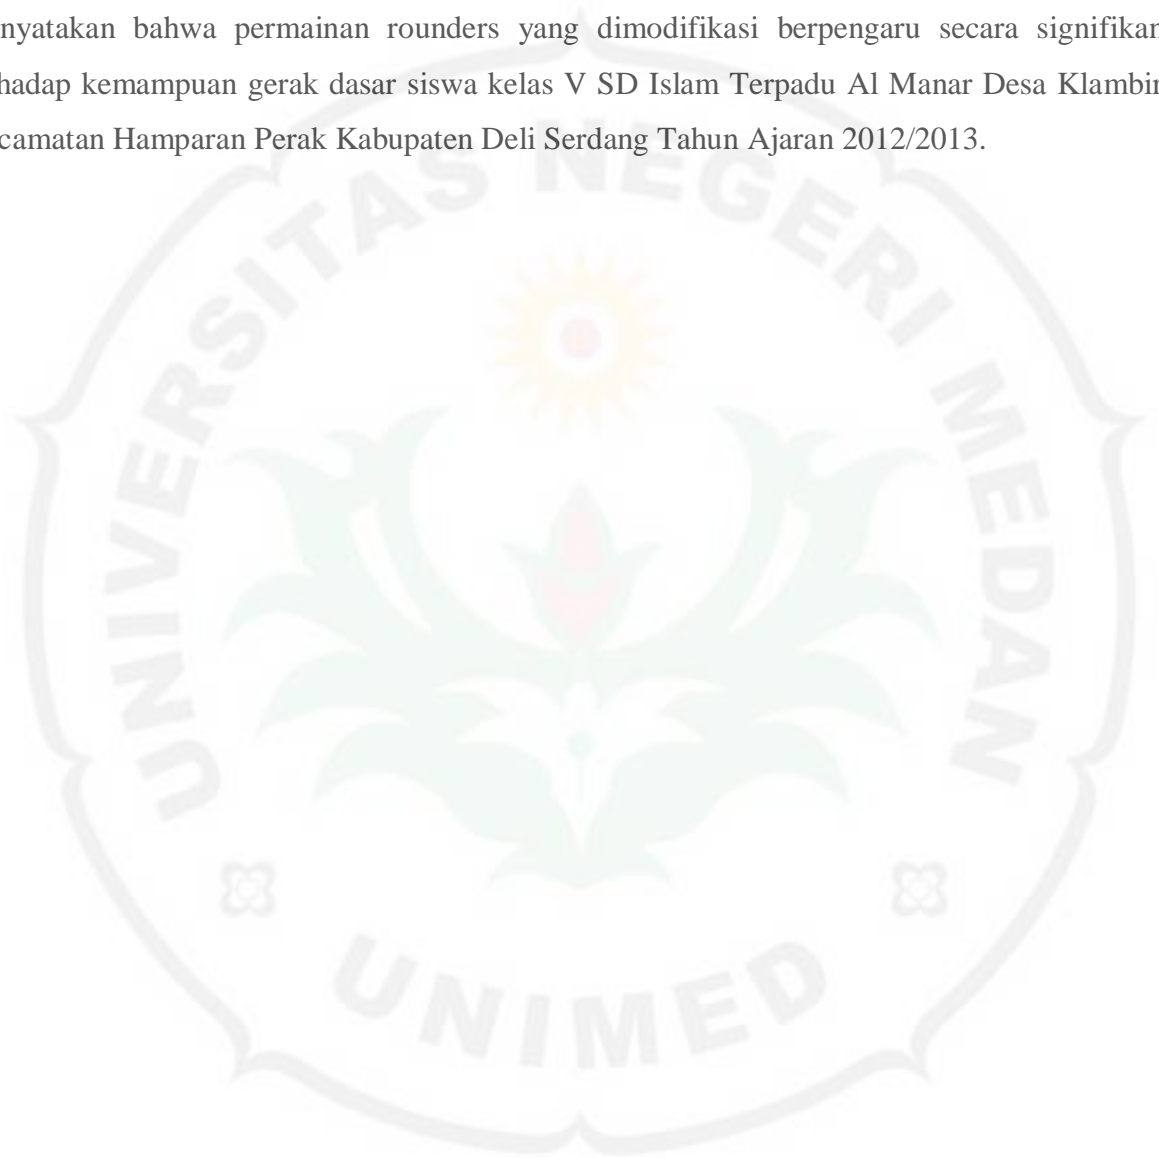 nyatakan bahwa permainan rounders yang dimodifikasi berpengaru secara signifikan
hadap kemampuan gerak dasar siswa kelas V SD Islam Terpadu Al Manar Desa Klambir
camatan Hamparan Perak Kabupaten Deli Serdang Tahun Ajaran 2012/2013.
UNIVERSITAS NEGERI MEDAN
UNIMED